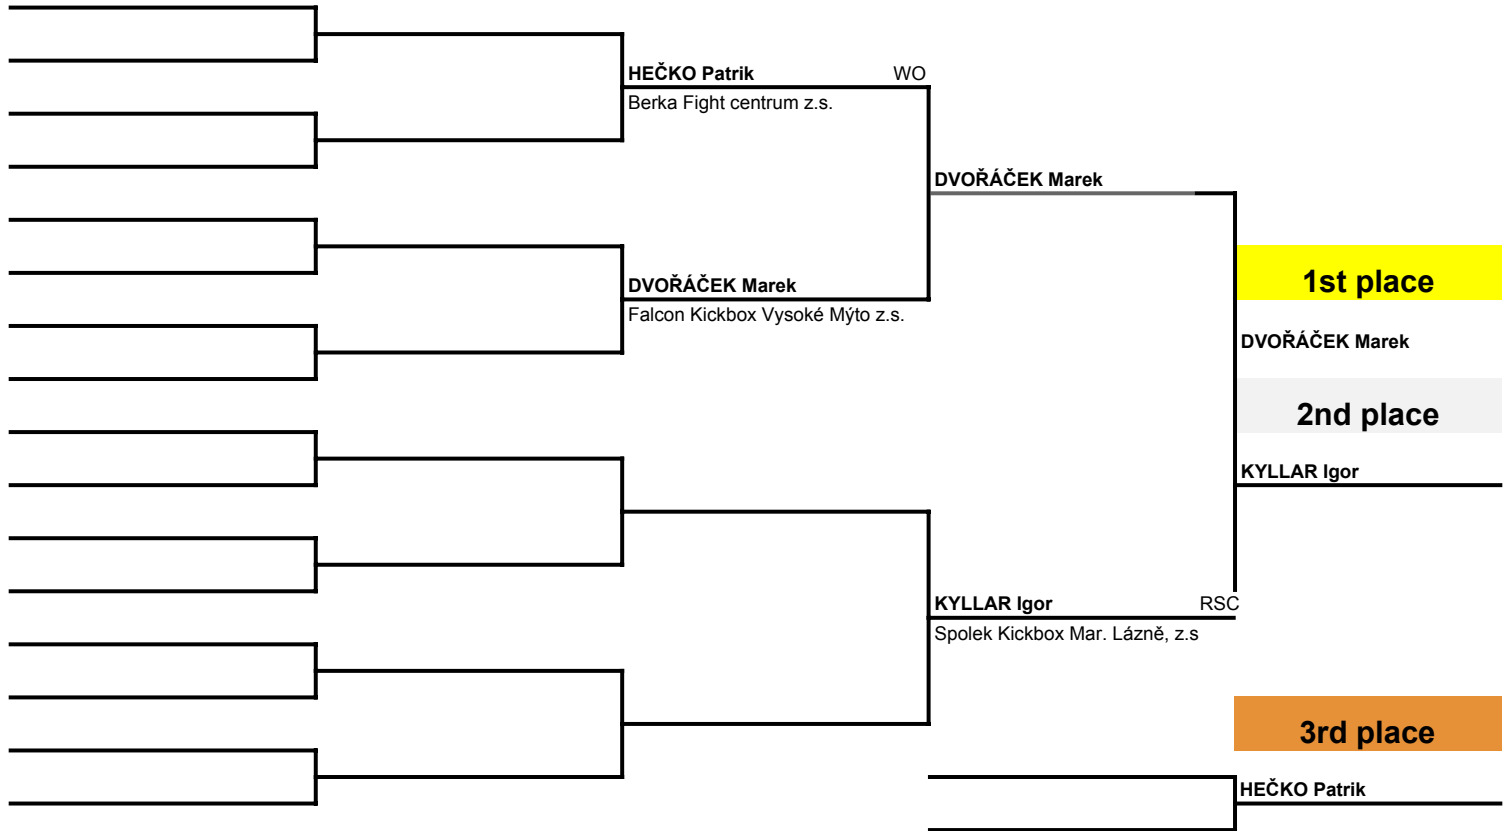 HEČKO Patrik WO
Berka Fight centrum z.s.
DVOŘÁČEK Marek
DVOŘÁČEK Marek
Falcon Kickbox Vysoké Mýto z.s.
1st place
DVOŘÁČEK Marek
2nd place
KYLLAR Igor
KYLLAR Igor RSC
Spolek Kickbox Mar. Lázně, z.s
3rd place
HEČKO Patrik